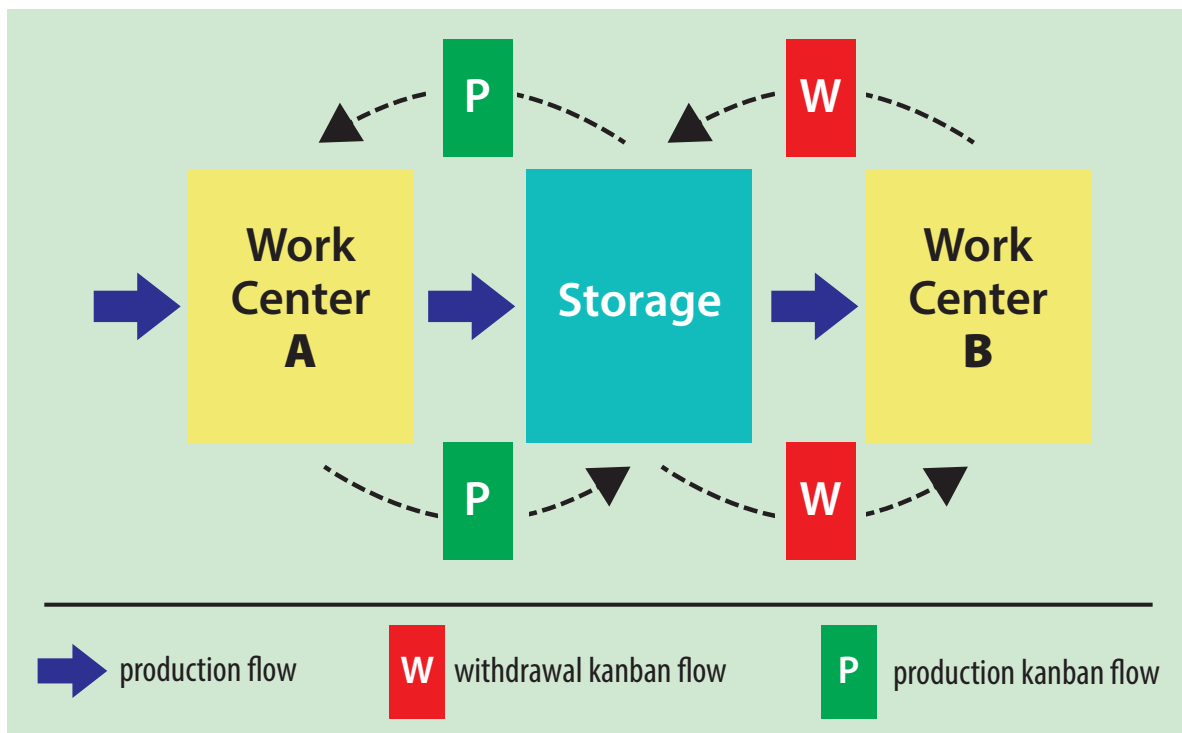 P
W
Work
Center
A
Storage
Work
Center
B
P
W
production flow
W withdrawal kanban flow
P production kanban flow